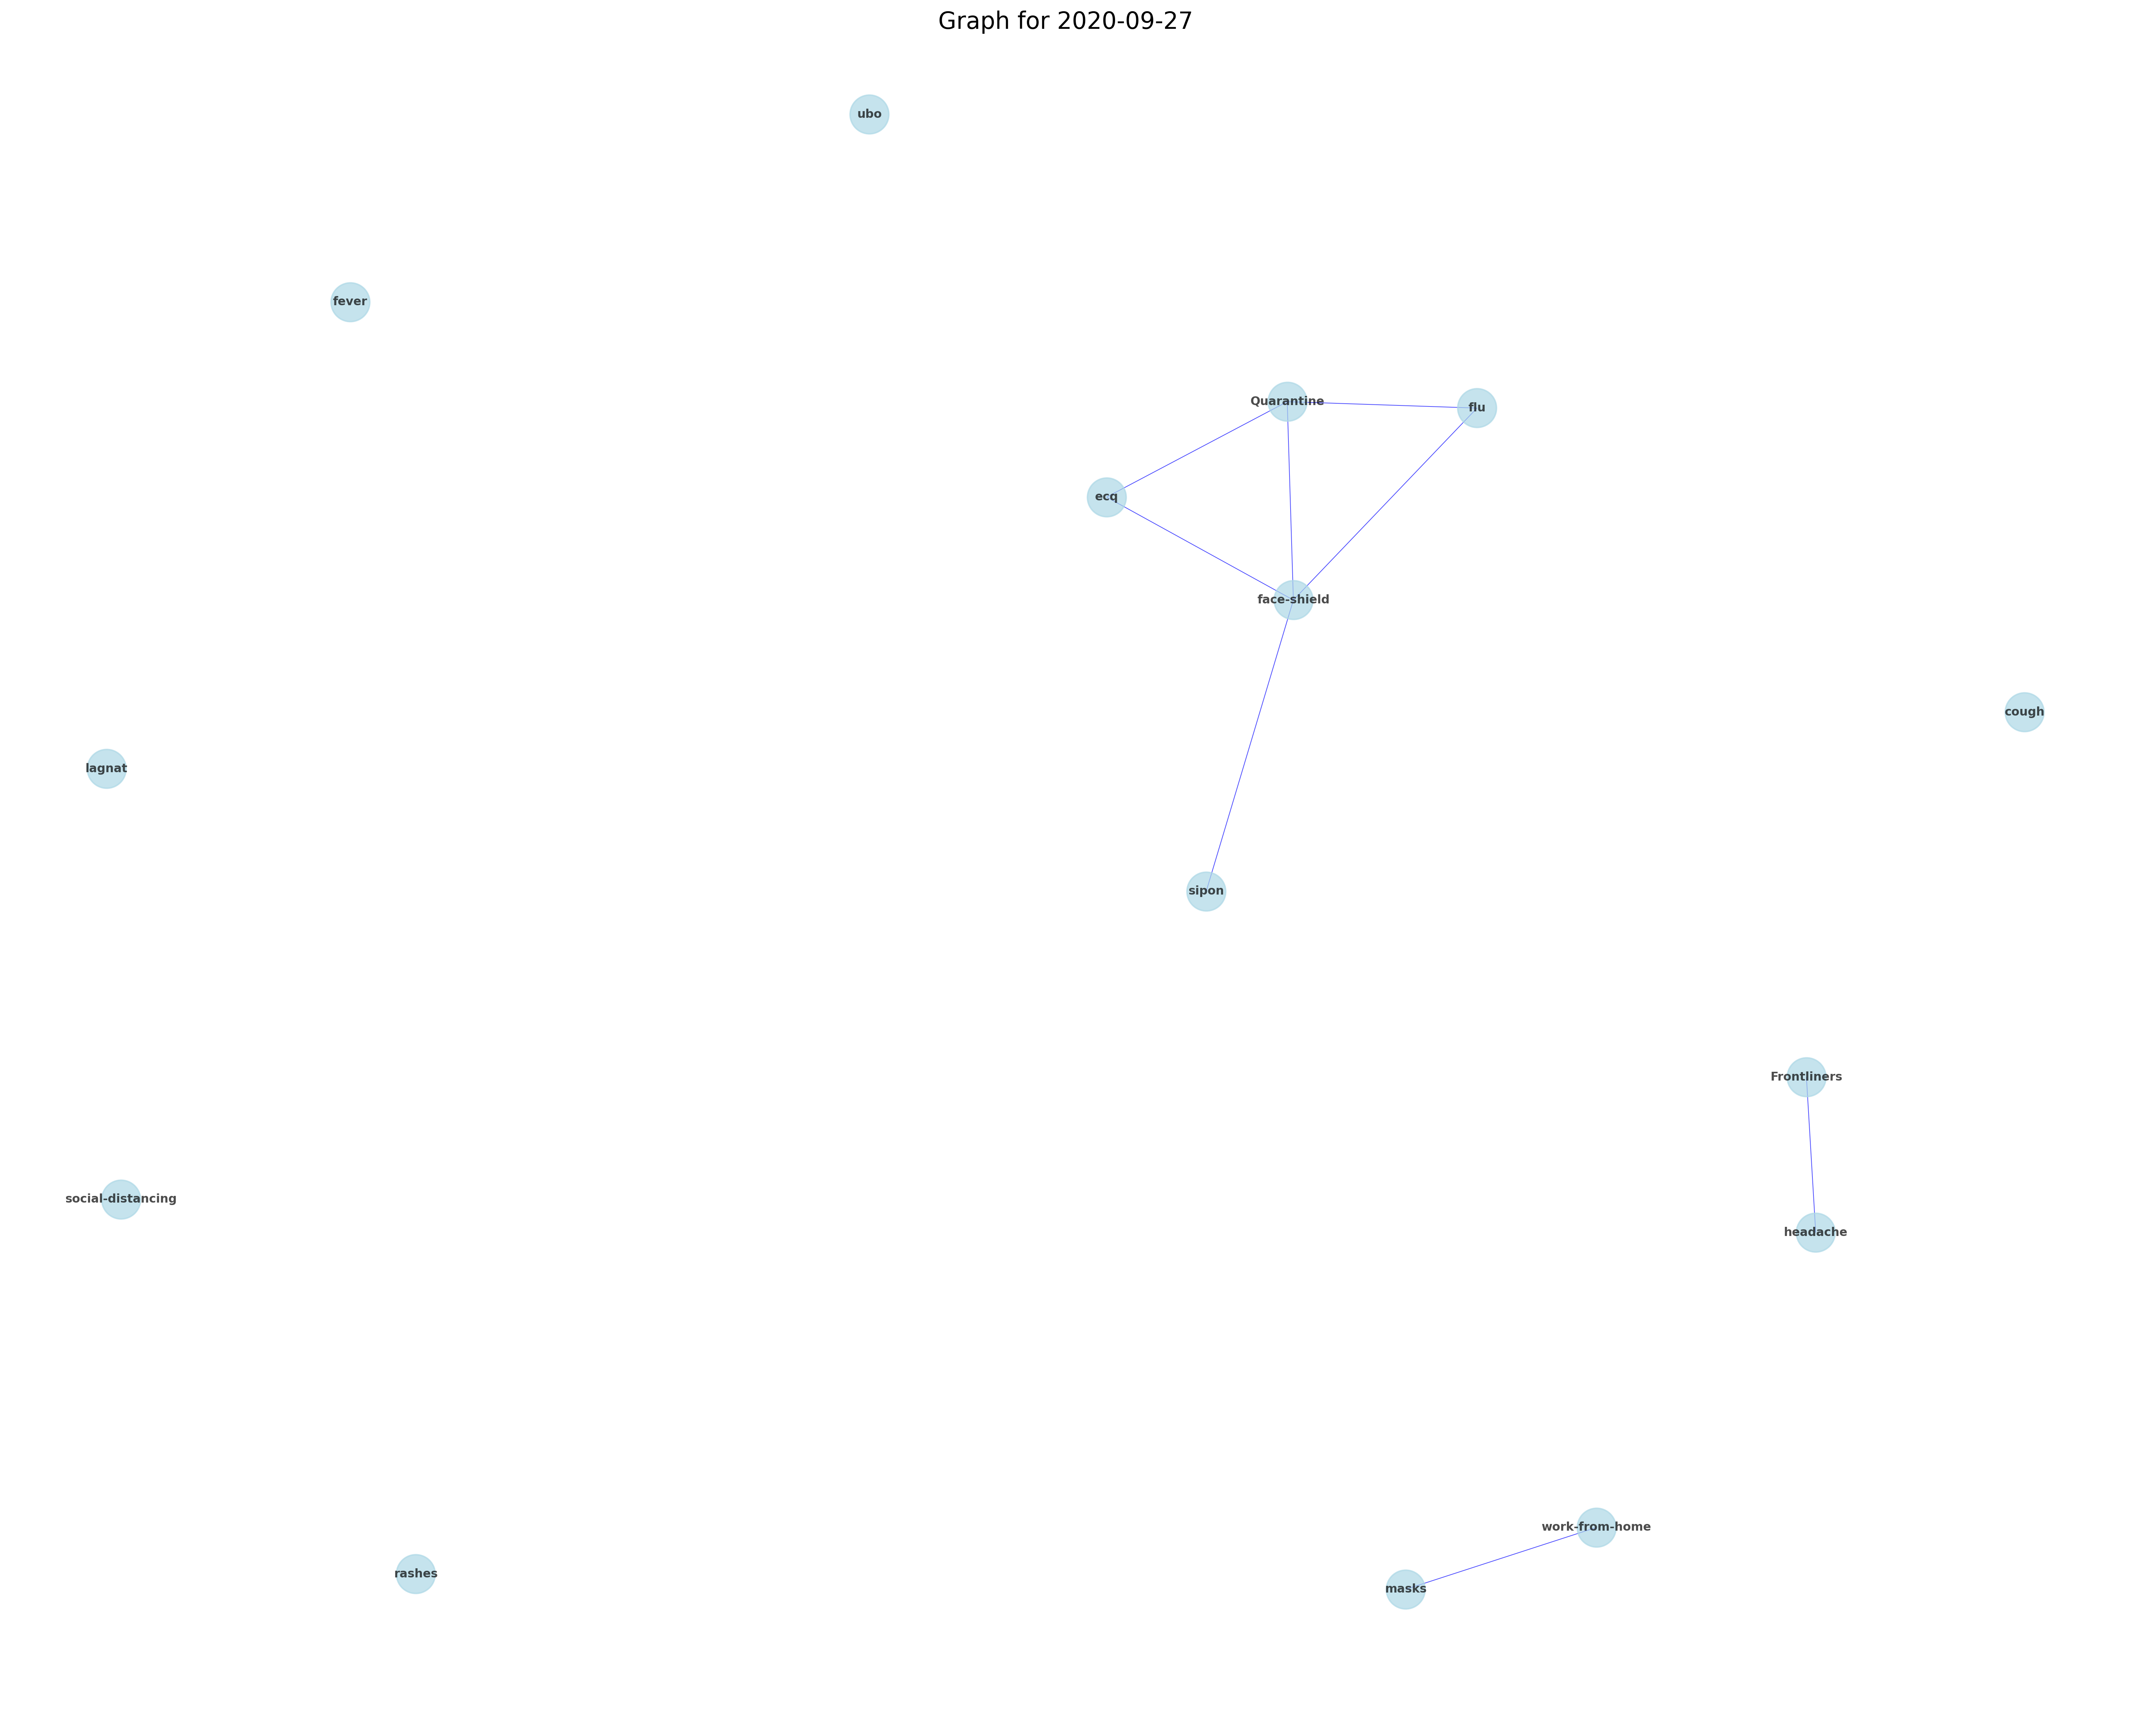 Graph for 2020-09-27
ubo
fever
Quarantine
flu
ecq
face-shield
cough
lagnat
sipon
Frontliners
social-distancing
headache
work-from-home
rashes
masks